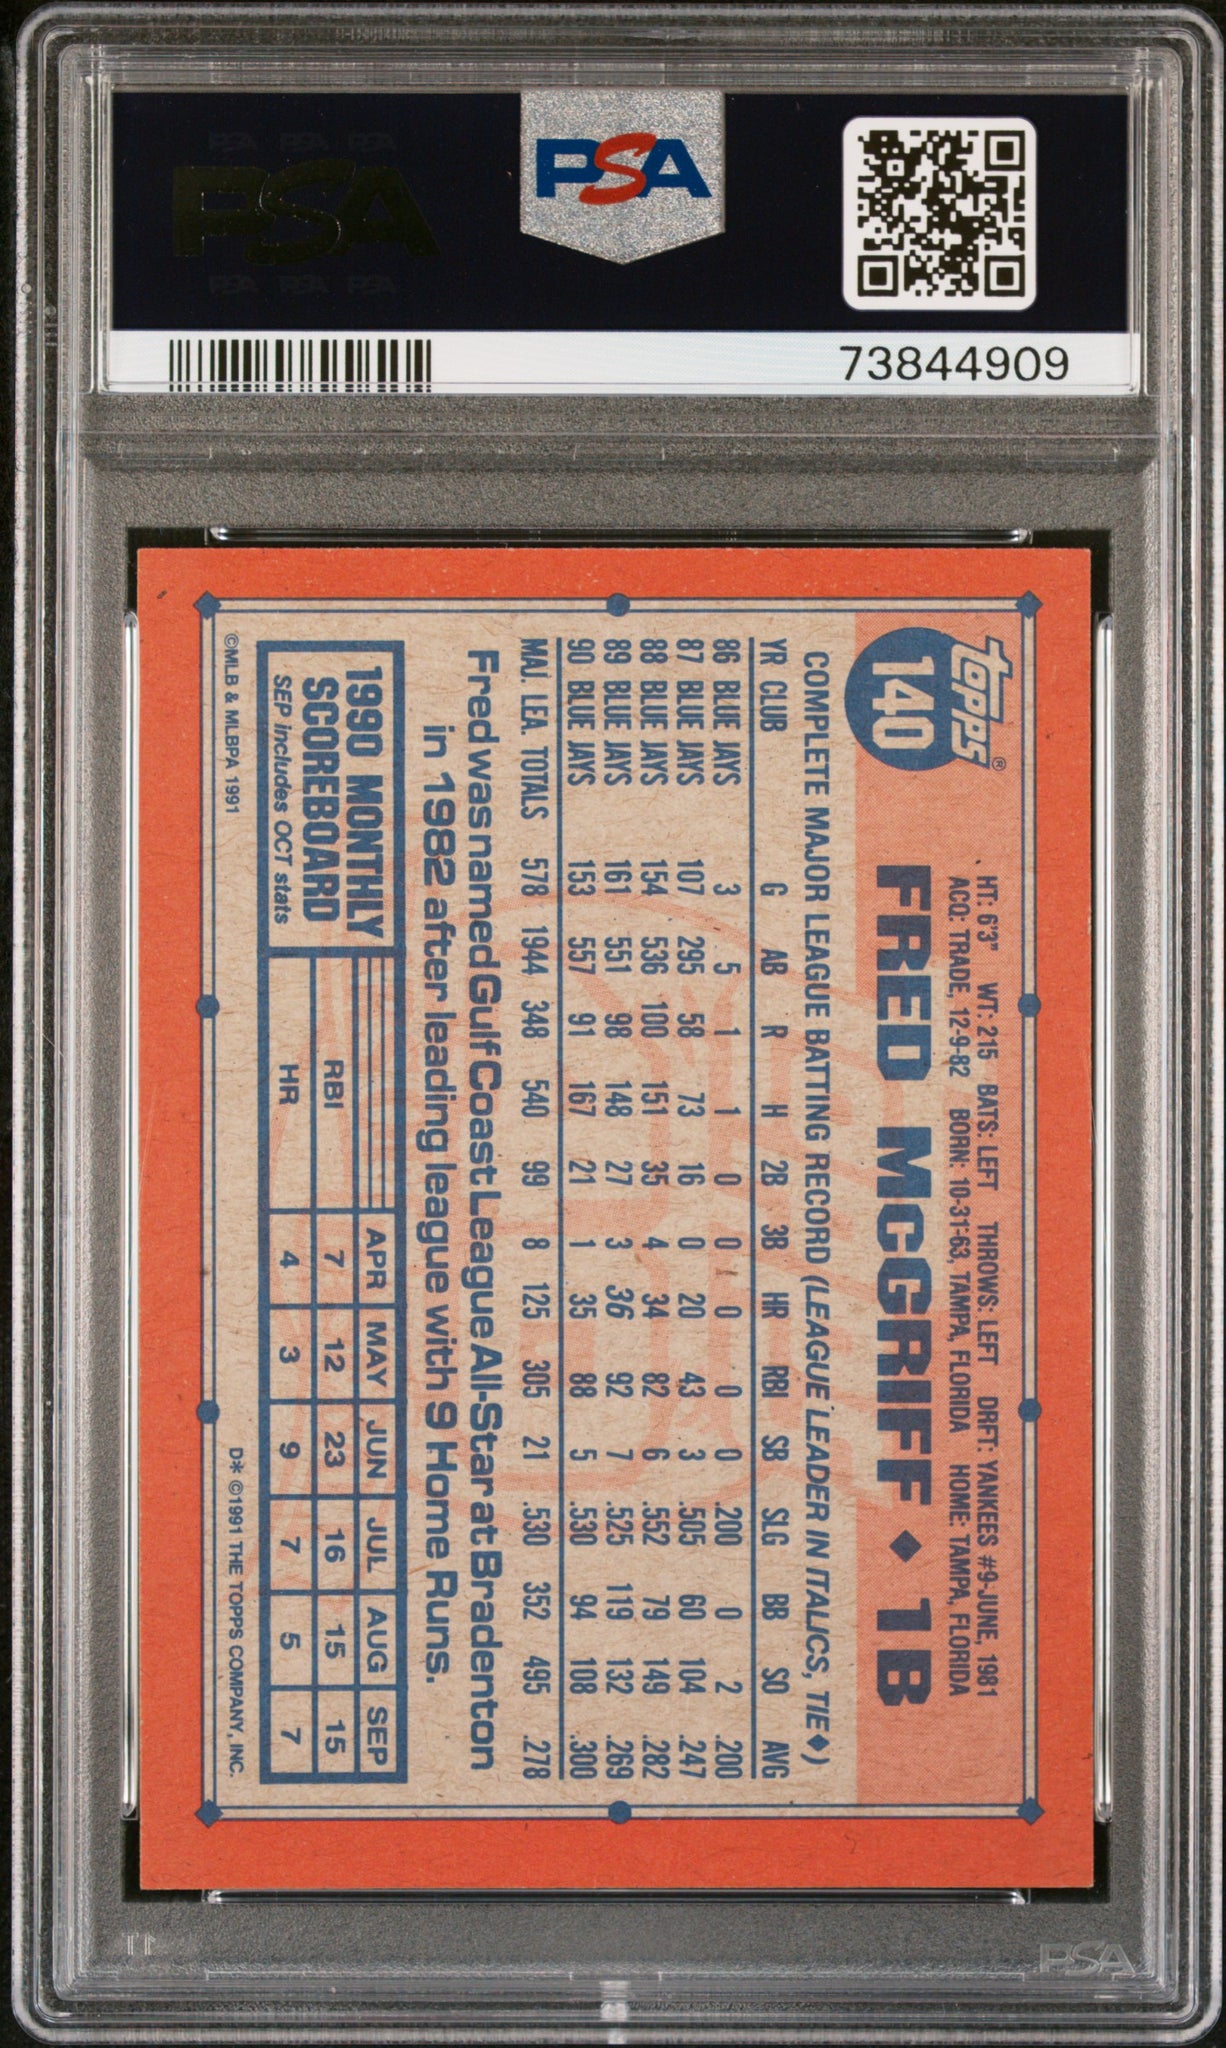 PSA PSA PSA
PSA
PSA PSA PSA
PSA
73844909
topps®
140
HT: 6'3" WT: 215 BATS: LEFT THROWS: LEFT DRFT: YANKEES #9-JUNE, 1981
ACQ: TRADE, 12-9-82 BORN: 10-31-63, TAMPA, FLORIDA HOME: TAMPA, FLORIDA
FRED MCGRIFF ♦ 1B
COMPLETE MAJOR LEAGUE BATTING RECORD (LEAGUE LEADER IN ITALICS, TIE♦)
YR CLUB G AB R H 2B 3B HR RBI SB SLG BB SO AVG
86 BLUE JAYS 3 5 1 1 0 0 0 0 0 .200 0 2 .200
87 BLUE JAYS 107 295 58 73 16 0 20 43 3 .505 60 104 .247
88 BLUE JAYS 154 536 100 151 35 4 34 82 6 .552 79 149 .282
89 BLUE JAYS 161 551 98 148 27 3 36 92 7 .525 119 132 .269
90 BLUE JAYS 153 557 91 167 21 1 35 88 5 .530 94 108 .300
MAJ. LEA. TOTALS 578 1944 348 540 99 8 125 305 21 .530 352 495 .278
Fred was named Gulf Coast League All-Star at Bradenton
in 1982 after leading league with 9 Home Runs.
1990 MONTHLY
SCOREBOARD
SEP includes OCT stats
APR MAY JUN JUL AUG SEP
RBI 7 12 23 16 15 15
HR 4 3 9 7 5 7
©MLB & MLBPA 1991
D* ©1991 THE TOPPS COMPANY, INC.
PSA